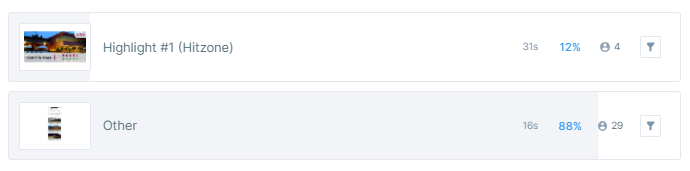 Highlight #1 (Hitzone) 31s 12% 4
Other 16s 88% 29